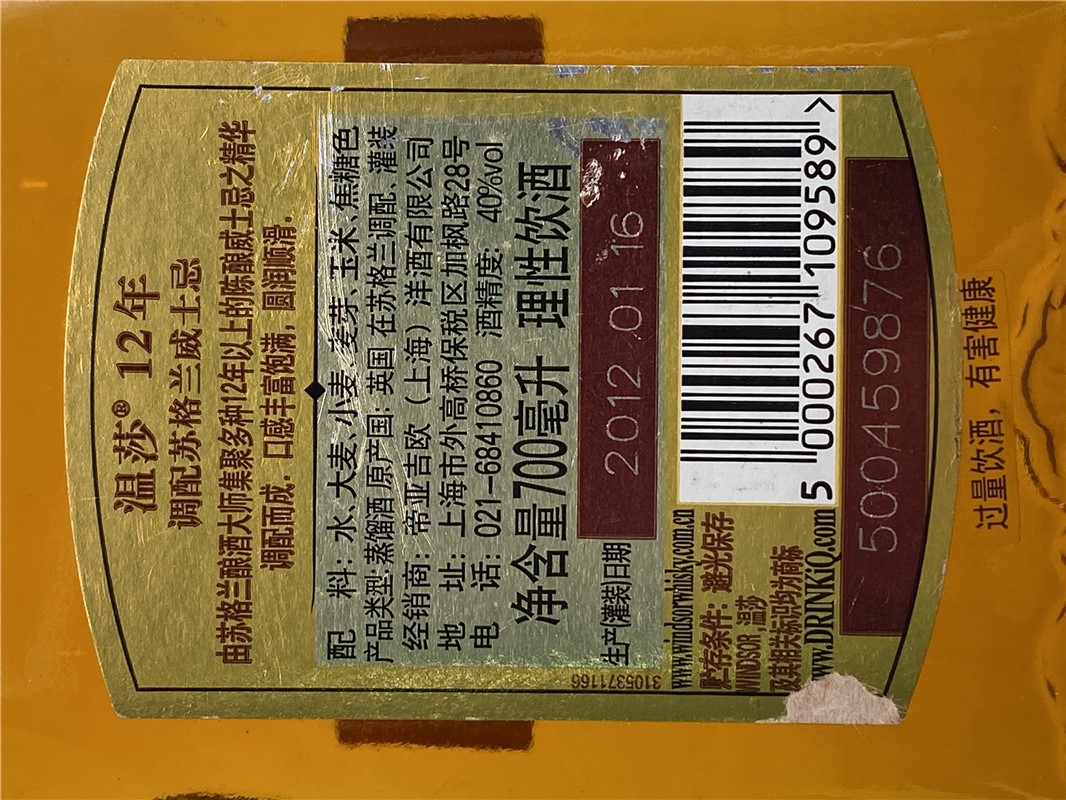 温莎® 12年
调配苏格兰威士忌
由苏格兰酿酒大师集聚多种12年以上的陈酿威士忌之精华
调配而成. 口感丰富饱满, 圆润顺滑.
配 料: 水、大麦、小麦、麦芽、玉米、焦糖色
产品类型: 蒸馏酒 原产国: 英国 在苏格兰调配、灌装
经销商: 帝亚吉欧（上海）洋酒有限公司
地 址: 上海市外高桥保税区加枫路28号
电 话: 021-68410860 酒精度: 40%vol
净含量700毫升 理性饮酒
生产(灌装)日期 2012 01 16
3105371166
www.windsorwhisky.com.cn
贮存条件: 避光保存
WINDSOR, 温莎
及其相关标识均为商标
www.DRINKiQ.com
5 000267 109589 >
5004598776
过量饮酒, 有害健康